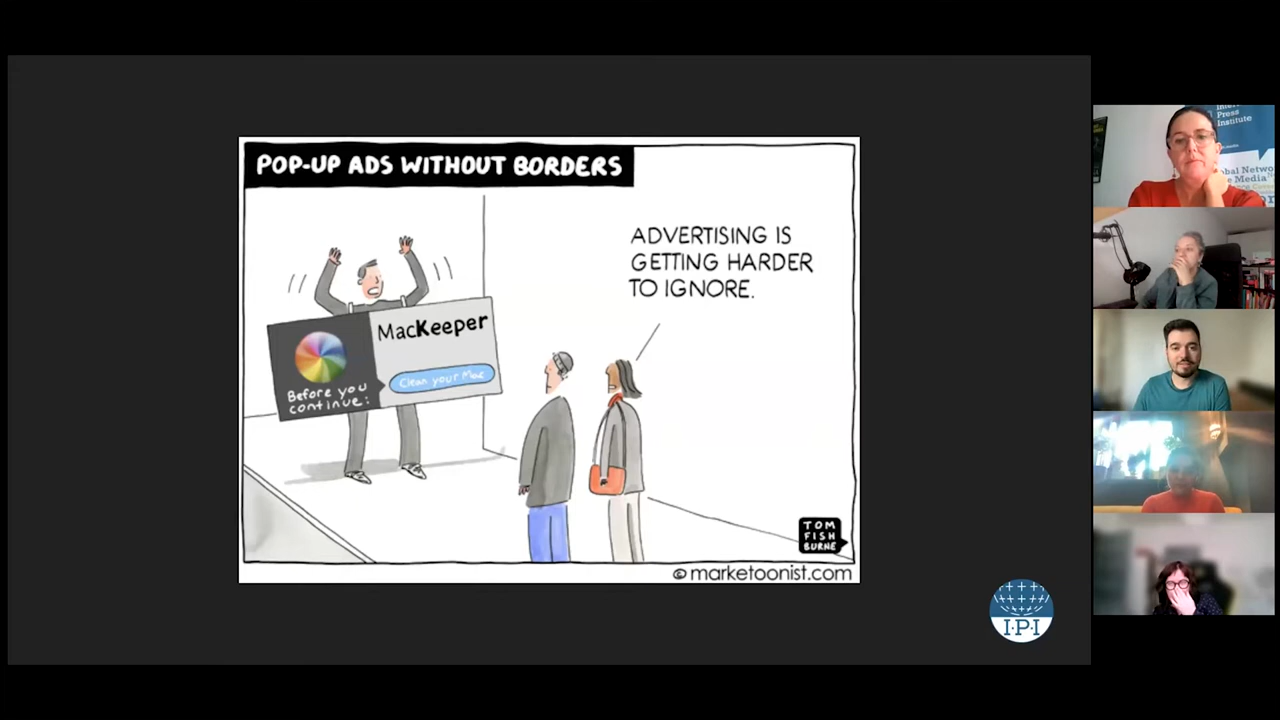 POP-UP ADS WITHOUT BORDERS
ADVERTISING IS
GETTING HARDER
TO IGNORE.
MacKeeper
Clean your Mac
Before you
continue:
TOM
FISH
BURNE
© marketoonist.com
I·P·I
Press
Institute